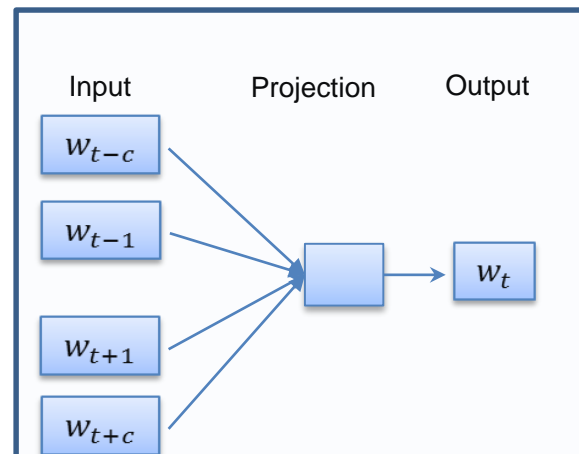 Input Projection Output
w_{t−c}
w_{t−1}
w_t
w_{t+1}
w_{t+c}